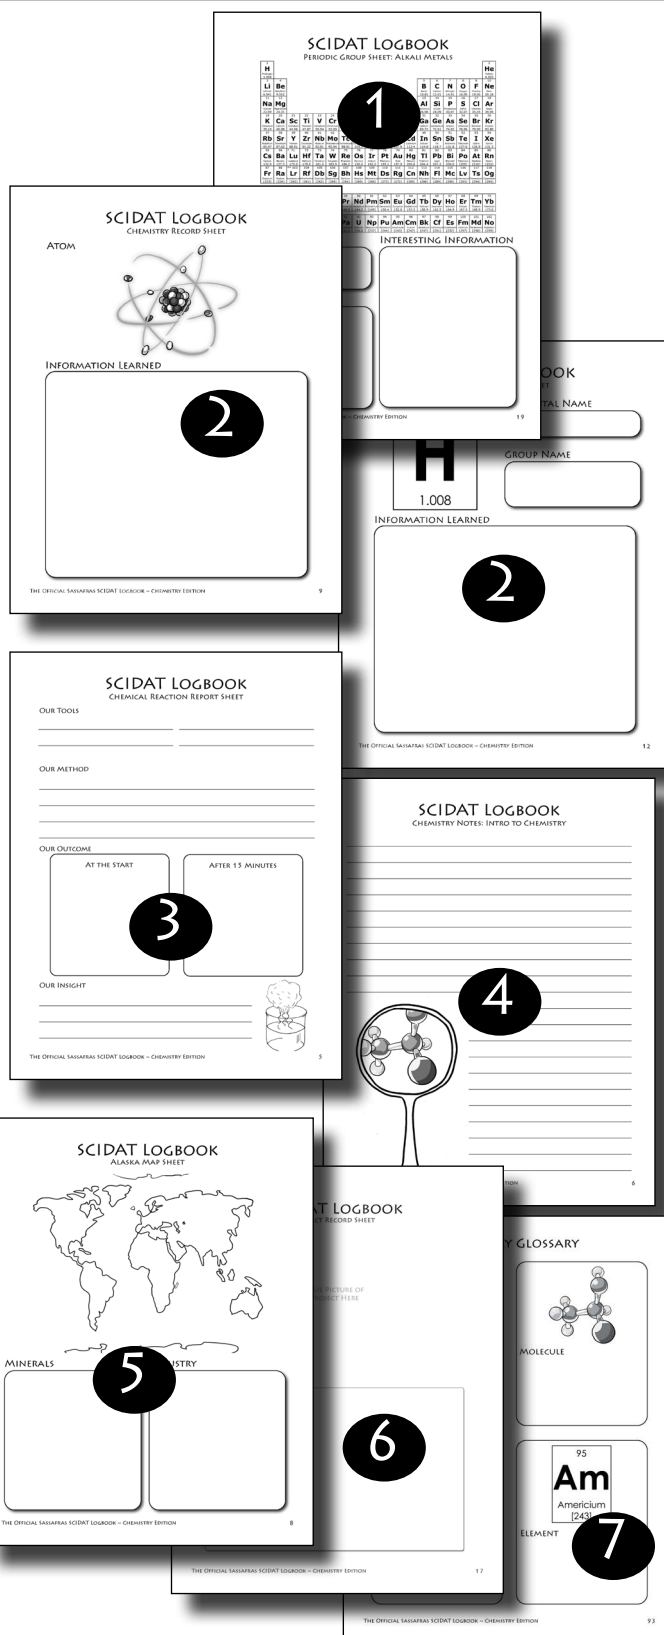 SCIDAT LOGBOOK
PERIODIC GROUP SHEET: ALKALI METALS
H He
Li Be B C N O F Ne
Na Mg Al Si P S Cl Ar
K Ca Sc Ti V Cr Ga Ge As Se Br Kr
Rb Sr Y Zr Nb Mo In Sn Sb Te I Xe
Cs Ba Lu Hf Ta W Re Os Ir Pt Au Hg Tl Pb Bi Po At Rn
Fr Ra Lr Rf Db Sg Bh Hs Mt Ds Rg Cn Nh Fl Mc Lv Ts Og
Pr Nd Pm Sm Eu Gd Tb Dy Ho Er Tm Yb
U Np Pu Am Cm Bk Cf Es Fm Md No
1
INTERESTING INFORMATION
CHEMISTRY EDITION
19
SCIDAT LOGBOOK
CHEMISTRY RECORD SHEET
ATOM
INFORMATION LEARNED
2
THE OFFICIAL SASSAFRAS SCIDAT LOGBOOK ~ CHEMISTRY EDITION
9
OOK
NAME
GROUP NAME
H
1.008
INFORMATION LEARNED
2
THE OFFICIAL SASSAFRAS SCIDAT LOGBOOK ~ CHEMISTRY EDITION
12
SCIDAT LOGBOOK
CHEMICAL REACTION REPORT SHEET
OUR TOOLS
OUR METHOD
OUR OUTCOME
AT THE START
AFTER 15 MINUTES
3
OUR INSIGHT
THE OFFICIAL SASSAFRAS SCIDAT LOGBOOK ~ CHEMISTRY EDITION
5
SCIDAT LOGBOOK
CHEMISTRY NOTES: INTRO TO CHEMISTRY
4
6
SCIDAT LOGBOOK
ALASKA MAP SHEET
MINERALS
ISTRY
5
THE OFFICIAL SASSAFRAS SCIDAT LOGBOOK ~ CHEMISTRY EDITION
8
AT LOGBOOK
CT RECORD SHEET
PICTURE OF
HERE
6
THE OFFICIAL SASSAFRAS SCIDAT LOGBOOK ~ CHEMISTRY EDITION
17
Y GLOSSARY
MOLECULE
95
Am
Americium
[243]
ELEMENT
7
THE OFFICIAL SASSAFRAS SCIDAT LOGBOOK ~ CHEMISTRY EDITION
93